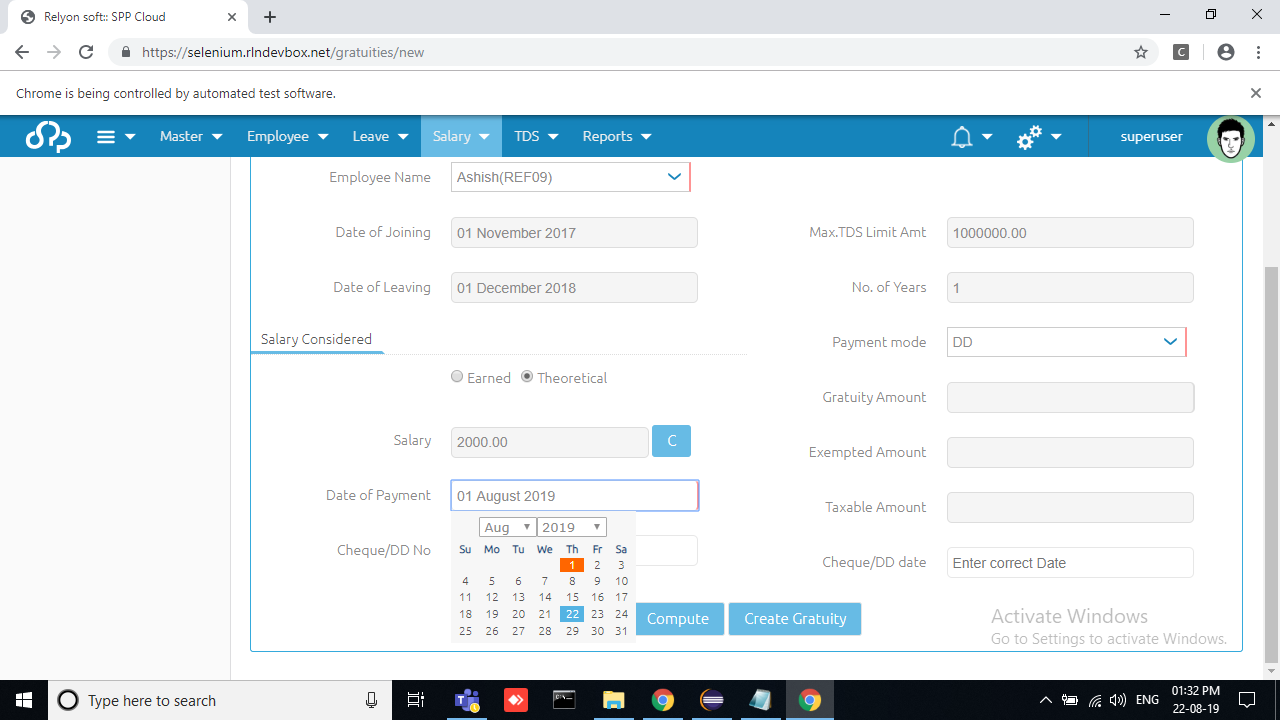 Relyon soft:: SPP Cloud
https://selenium.rlndevbox.net/gratuities/new
C
Chrome is being controlled by automated test software.
Master Employee Leave Salary TDS Reports superuser
Employee Name Ashish(REF09)
Date of Joining 01 November 2017 Max.TDS Limit Amt 1000000.00
Date of Leaving 01 December 2018 No. of Years 1
Salary Considered Payment mode DD
Earned Theoretical
Gratuity Amount
Salary 2000.00 C
Exempted Amount
Date of Payment 01 August 2019
Taxable Amount
Aug 2019
Cheque/DD No
Su Mo Tu We Th Fr Sa
Cheque/DD date Enter correct Date
1 2 3
4 5 6 7 8 9 10
11 12 13 14 15 16 17
18 19 20 21 22 23 24
25 26 27 28 29 30 31
Compute Create Gratuity
Activate Windows
Go to Settings to activate Windows.
Type here to search
ENG
01:32 PM
22-08-19